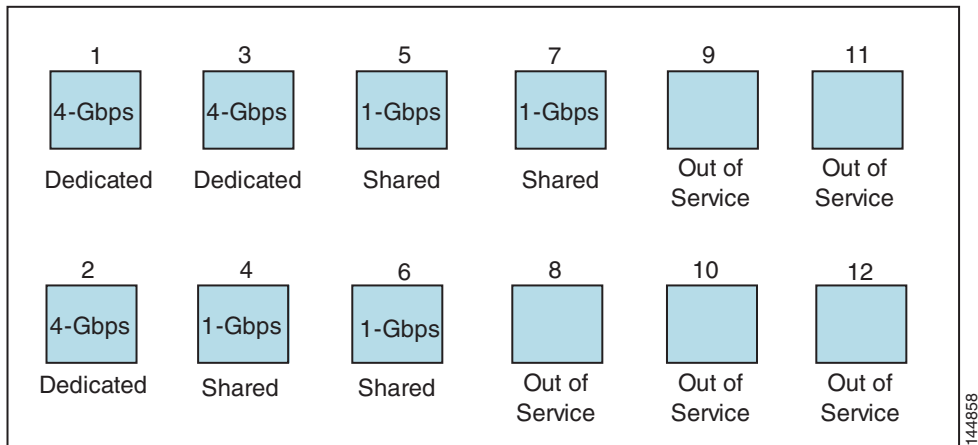 1 3 5 7 9 11
4-Gbps 4-Gbps 1-Gbps 1-Gbps
Dedicated Dedicated Shared Shared Out of Service Out of Service
2 4 6 8 10 12
4-Gbps 1-Gbps 1-Gbps
Dedicated Shared Shared Out of Service Out of Service Out of Service
144858